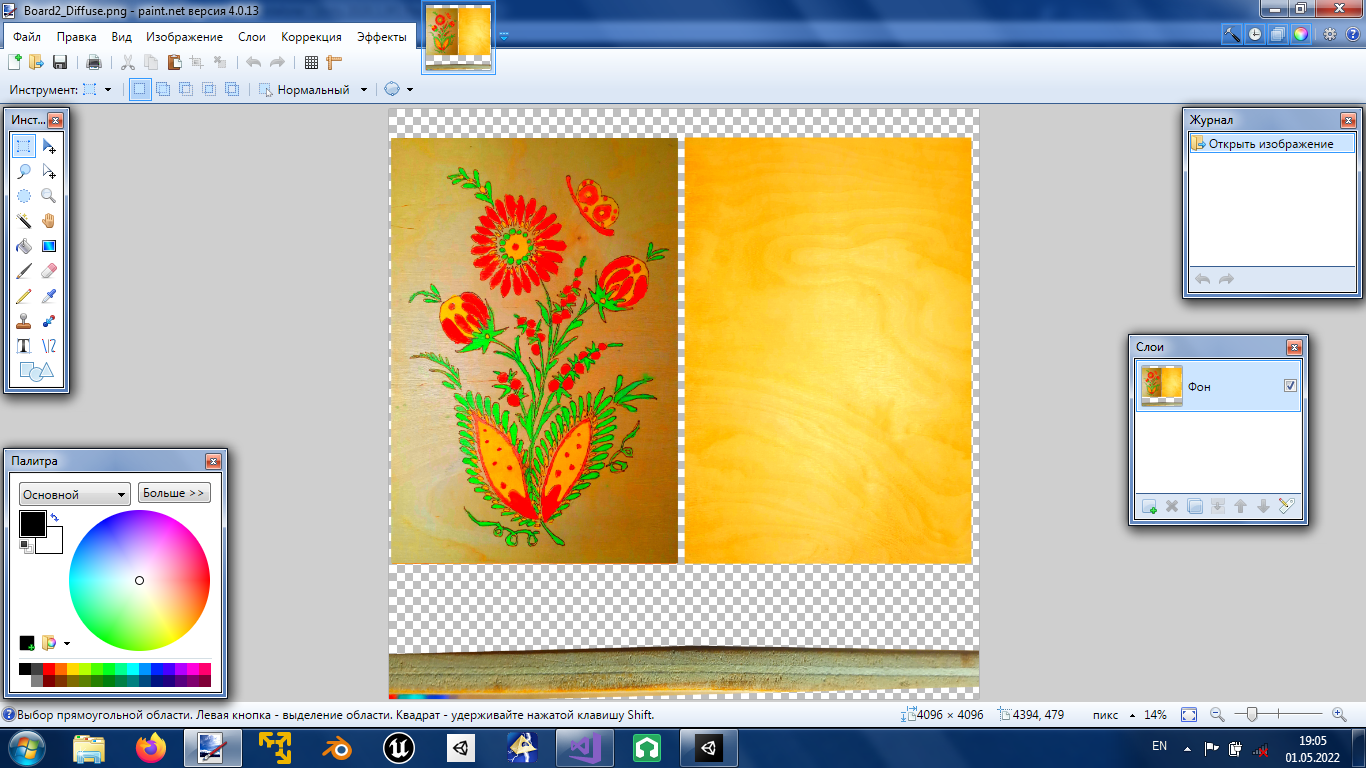 Board2_Diffuse.png - paint.net версия 4.0.13
Файл Правка Вид Изображение Слои Коррекция Эффекты
Инструмент: Нормальный
Инст...
Журнал
Открыть изображение
Слои
Фон
Палитра
Основной Больше >>
Выбор прямоугольной области. Левая кнопка - выделение области. Квадрат - удерживайте нажатой клавишу Shift. 4096 × 4096 4394, 479 пикс 14%
EN 19:05
01.05.2022